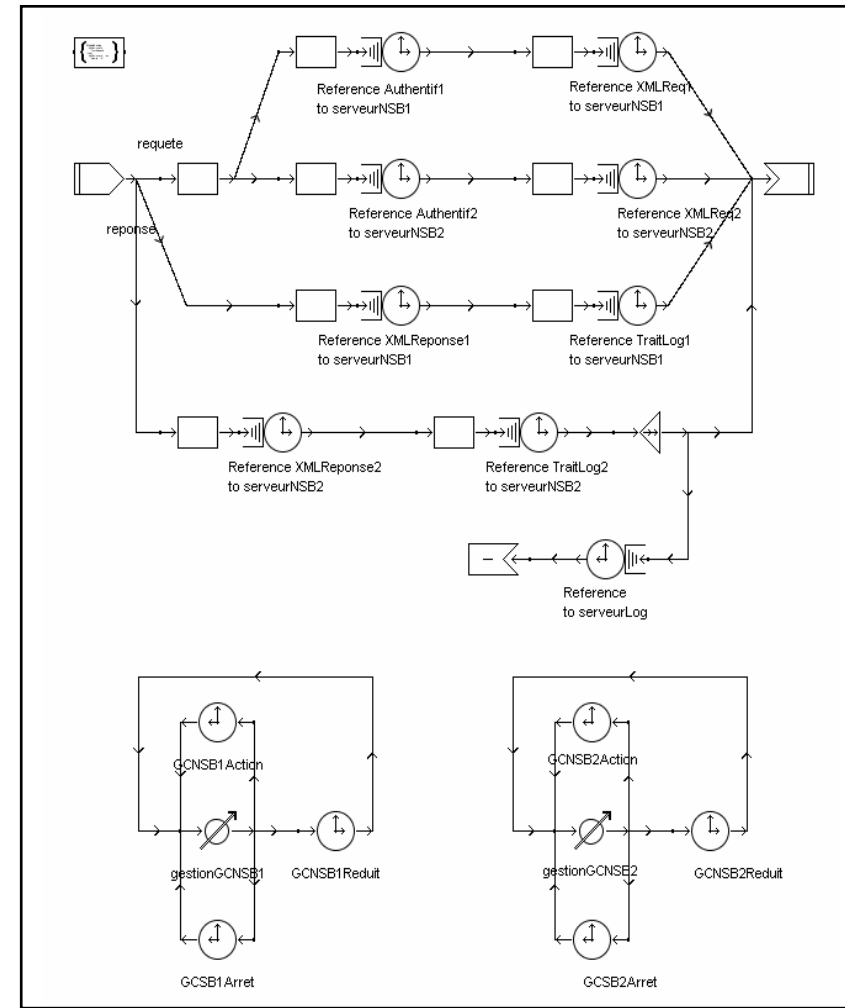 Reference Authentif1
to serveurNSB1
Reference XMLReq1
to serveurNSB1
requete
Reference Authentif2
to serveurNSB2
Reference XMLReq2
to serveurNSB2
reponse
Reference XMLReponse1
to serveurNSB1
Reference TraitLog1
to serveurNSB1
Reference XMLReponse2
to serveurNSB2
Reference TraitLog2
to serveurNSB2
Reference
to serveurLog
GCNSB1Action
GCNSB2Action
gestionGCNSB1
GCNSB1Reduit
gestionGCNSB2
GCNSB2Reduit
GCSB1Arret
GCSB2Arret